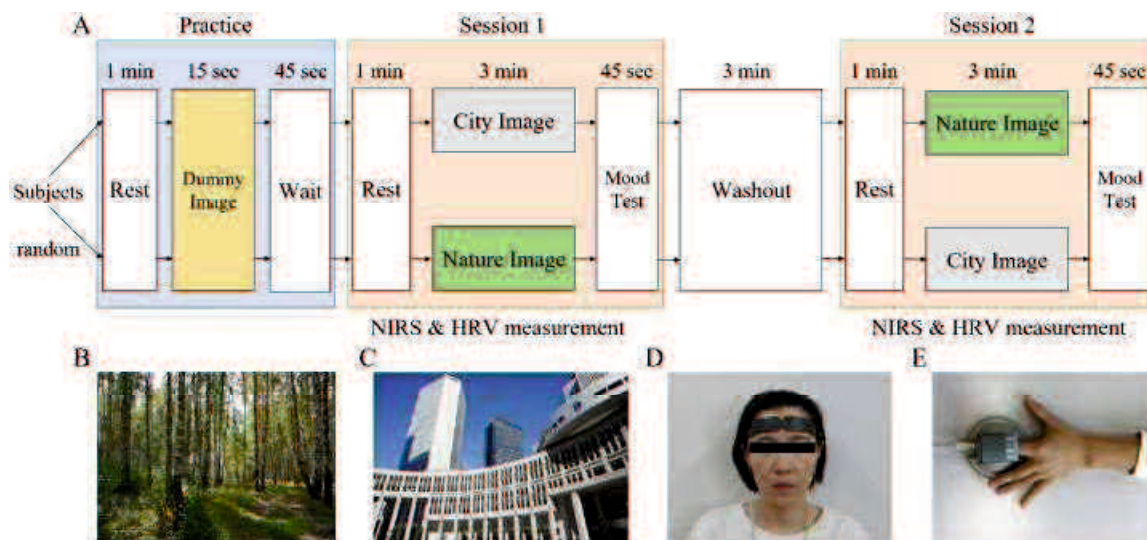 A
Practice
Session 1
Session 2
1 min
15 sec
45 sec
1 min
3 min
45 sec
3 min
1 min
3 min
45 sec
Subjects
random
Rest
Dummy
Image
Wait
Rest
City Image
Nature Image
Mood
Test
Washout
Rest
Nature Image
City Image
Mood
Test
NIRS & HRV measurement
NIRS & HRV measurement
B
C
D
E